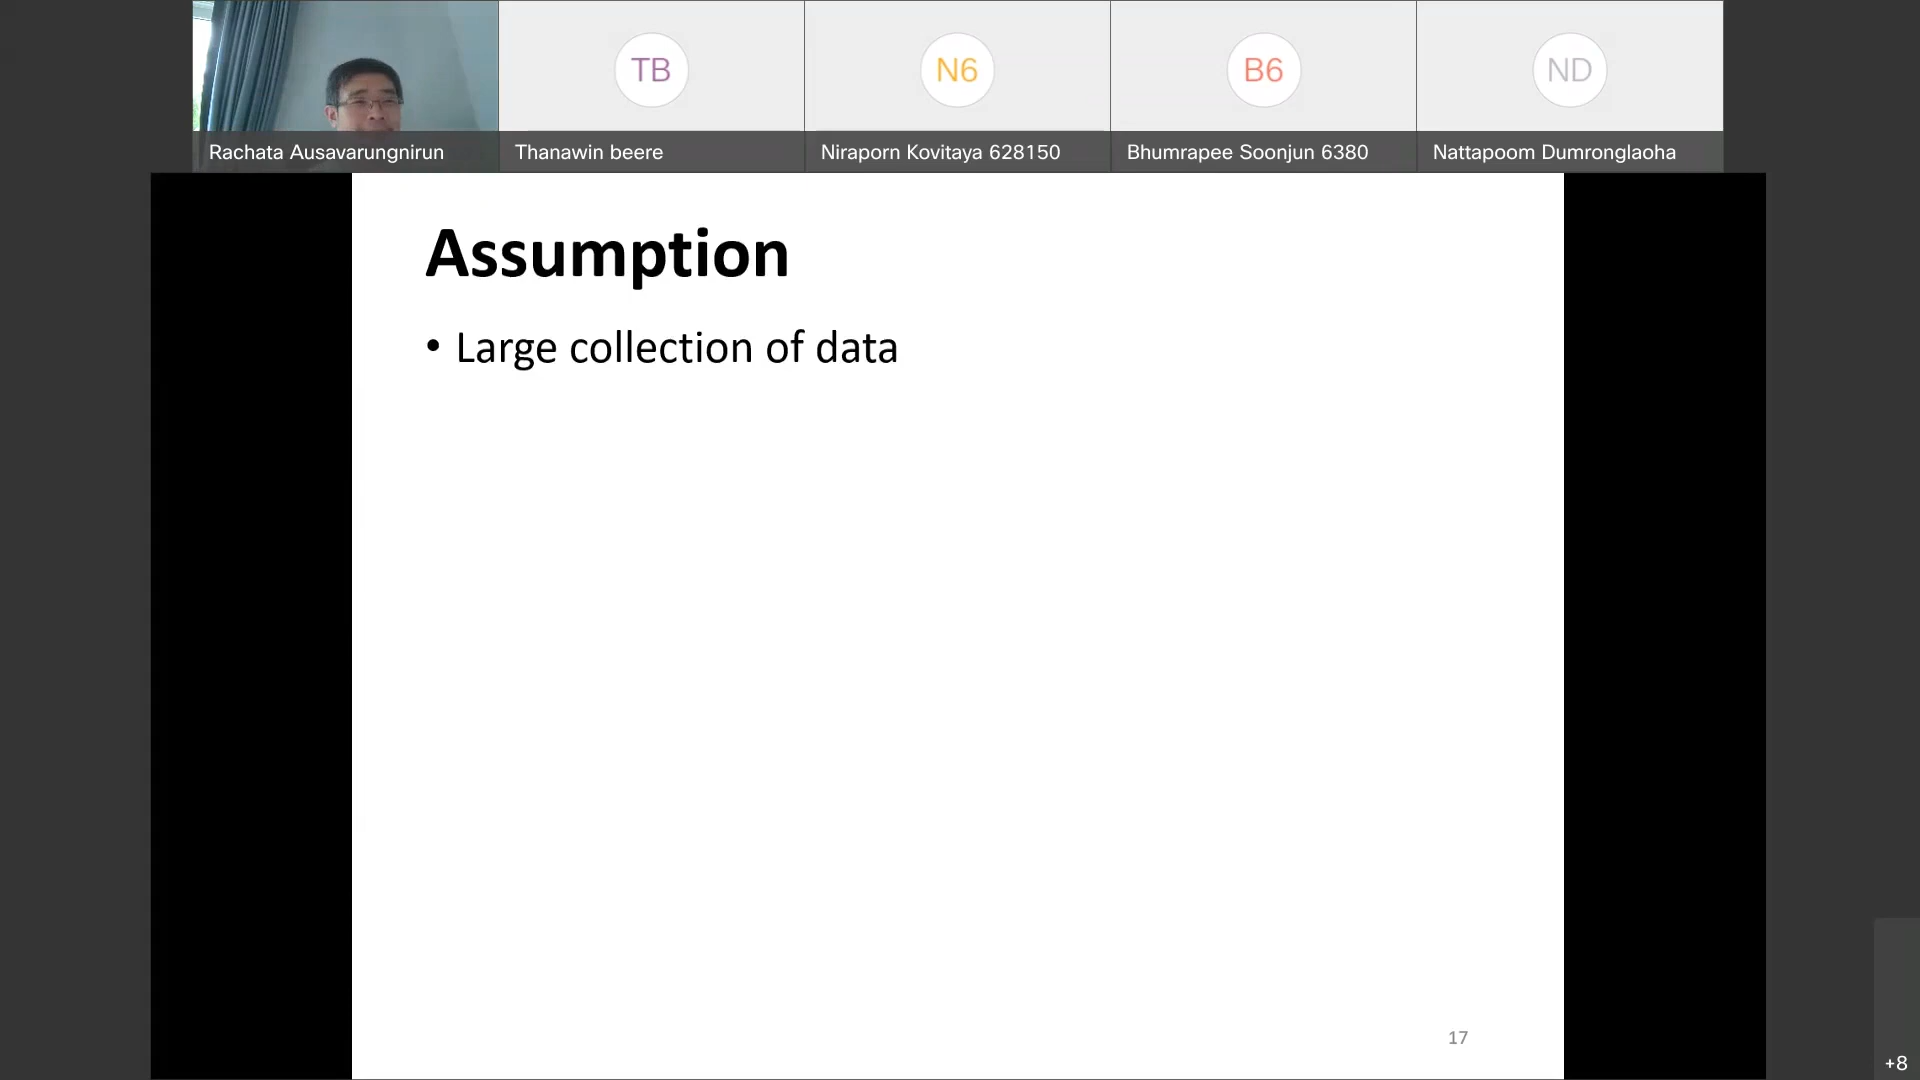 TB
N6
B6
ND
Rachata Ausavarungnirun
Thanawin beere
Niraporn Kovitaya 628150
Bhumrapee Soonjun 6380
Nattapoom Dumronglaoha
Assumption
• Large collection of data
17
+8